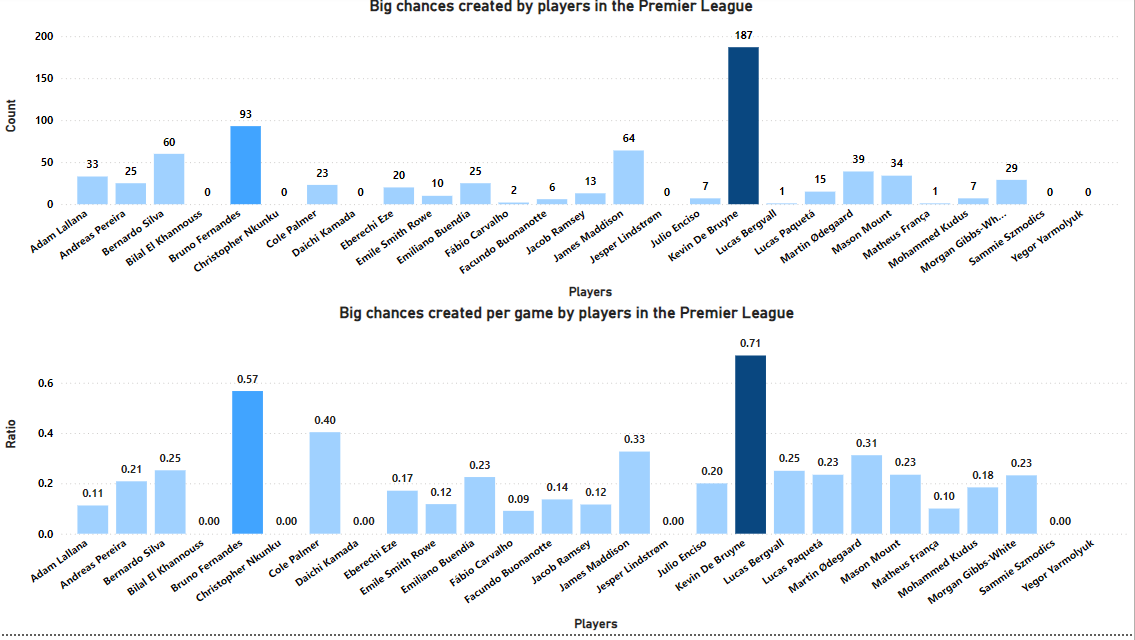 Big chances created by players in the Premier League
Count
200
150
100
50
0
33
25
60
0
93
0
23
0
20
10
25
2
6
13
64
0
7
187
1
15
39
34
1
7
29
0
0
Adam Lallana
Andreas Pereira
Bernardo Silva
Bilal El Khannouss
Bruno Fernandes
Christopher Nkunku
Cole Palmer
Daichi Kamada
Eberechi Eze
Emile Smith Rowe
Emiliano Buendía
Fábio Carvalho
Facundo Buonanotte
Jacob Ramsey
James Maddison
Jesper Lindstrøm
Julio Enciso
Kevin De Bruyne
Lucas Bergvall
Lucas Paquetá
Martin Ødegaard
Mason Mount
Matheus França
Mohammed Kudus
Morgan Gibbs-Wh...
Sammie Szmodics
Yegor Yarmolyuk
Players
Big chances created per game by players in the Premier League
Ratio
0.6
0.4
0.2
0.0
0.11
0.21
0.25
0.00
0.57
0.00
0.40
0.00
0.17
0.12
0.23
0.09
0.14
0.12
0.33
0.00
0.20
0.71
0.25
0.23
0.31
0.23
0.10
0.18
0.23
0.00
Adam Lallana
Andreas Pereira
Bernardo Silva
Bilal El Khannouss
Bruno Fernandes
Christopher Nkunku
Cole Palmer
Daichi Kamada
Eberechi Eze
Emile Smith Rowe
Emiliano Buendía
Fábio Carvalho
Facundo Buonanotte
Jacob Ramsey
James Maddison
Jesper Lindstrøm
Julio Enciso
Kevin De Bruyne
Lucas Bergvall
Lucas Paquetá
Martin Ødegaard
Mason Mount
Matheus França
Mohammed Kudus
Morgan Gibbs-White
Sammie Szmodics
Yegor Yarmolyuk
Players